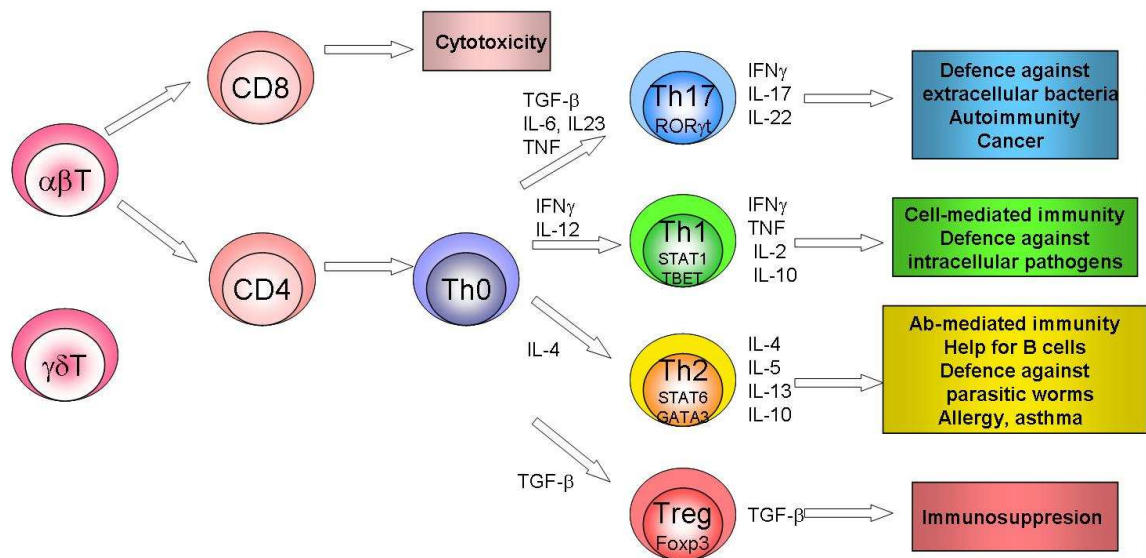 αβT
γδT
CD8
CD4
Cytotoxicity
Th0
TGF-β
IL-6, IL23
TNF
IFNγ
IL-12
IL-4
TGF-β
Th17
RORγt
IFNγ
IL-17
IL-22
Defence against
extracellular bacteria
Autoimmunity
Cancer
Th1
STAT1
TBET
IFNγ
TNF
IL-2
IL-10
Cell-mediated immunity
Defence against
intracellular pathogens
Th2
STAT6
GATA3
IL-4
IL-5
IL-13
IL-10
Ab-mediated immunity
Help for B cells
Defence against
parasitic worms
Allergy, asthma
Treg
Foxp3
TGF-β
Immunosuppresion